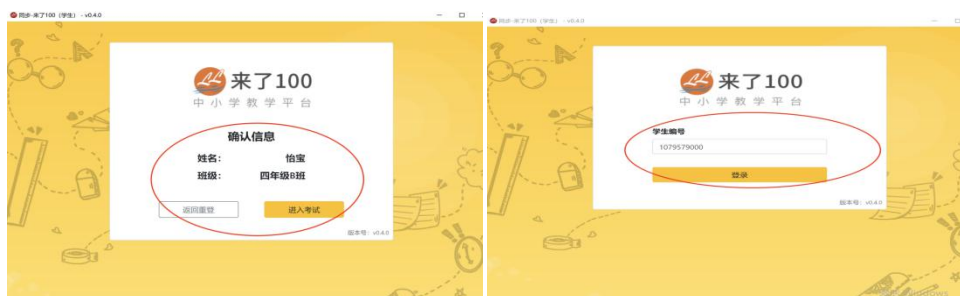 同步-来了100（学生） - v0.4.0
来了100
中小学教学平台
确认信息
姓名： 怡宝
班级： 四年级B班
返回重登 进入考试
版本号：v0.4.0
同步-来了100（学生） - v0.4.0
来了100
中小学教学平台
学生编号
1079579000
登录
版本号：v0.4.0